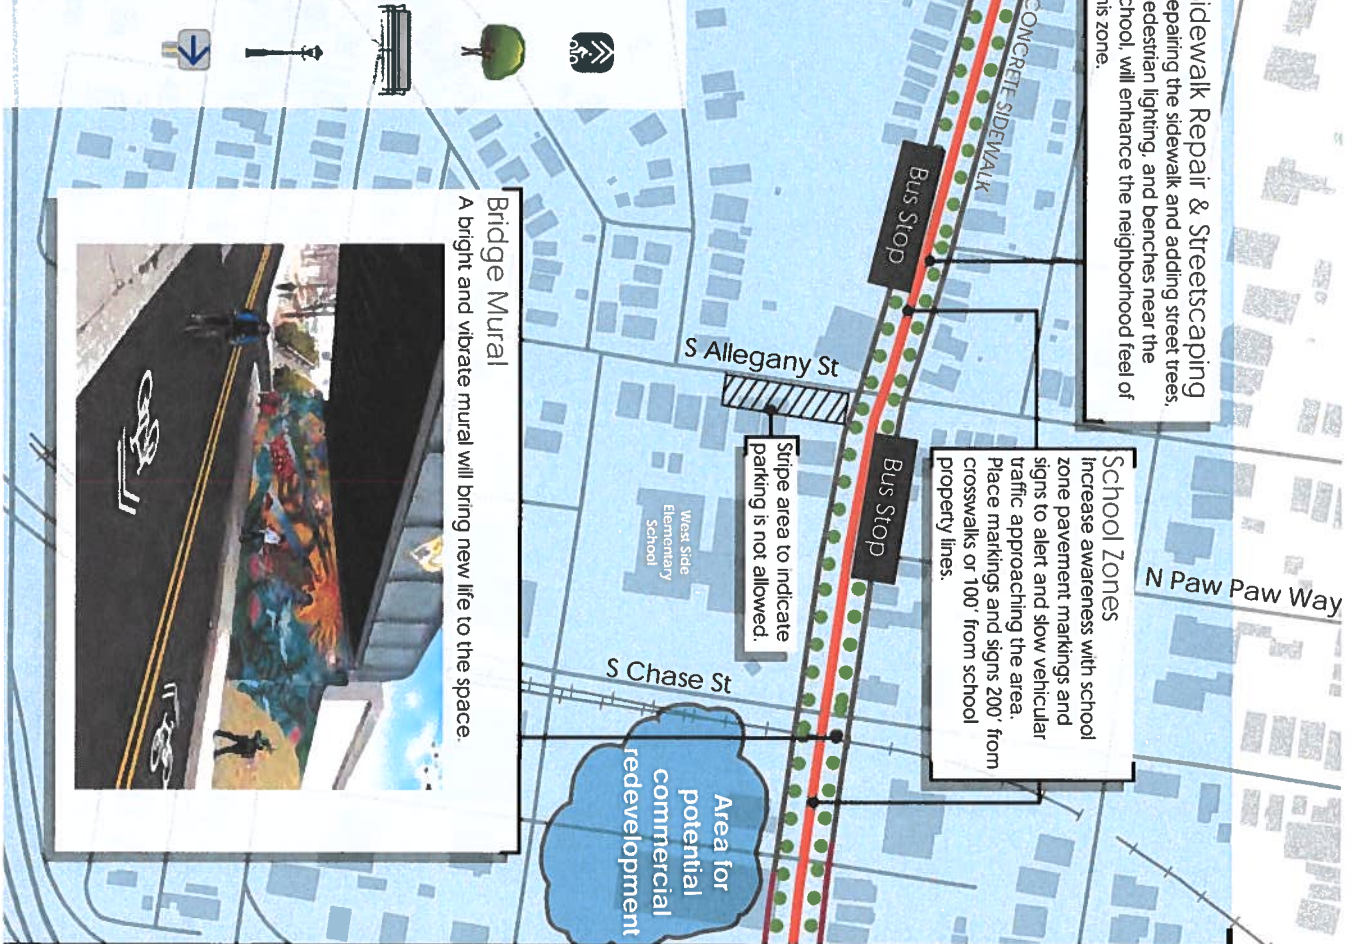 idewalk Repair & Streetscaping
epairing the sidewalk and adding street trees,
edestrian lighting, and benches near the
chool, will enhance the neighborhood feel of
his zone.
CONCRETE SIDEWALK
Bus Stop
School Zones
Increase awareness with school
zone pavement markings and
signs to alert and slow vehicular
traffic approaching the area.
Place markings and signs 200' from
crosswalks or 100' from school
property lines.
N Paw Paw Way
Bus Stop
S Allegany St
Stripe area to indicate
parking is not allowed.
West Side
Elementary
School
S Chase St
Area for
potential
commercial
redevelopment
Bridge Mural
A bright and vibrate mural will bring new life to the space.